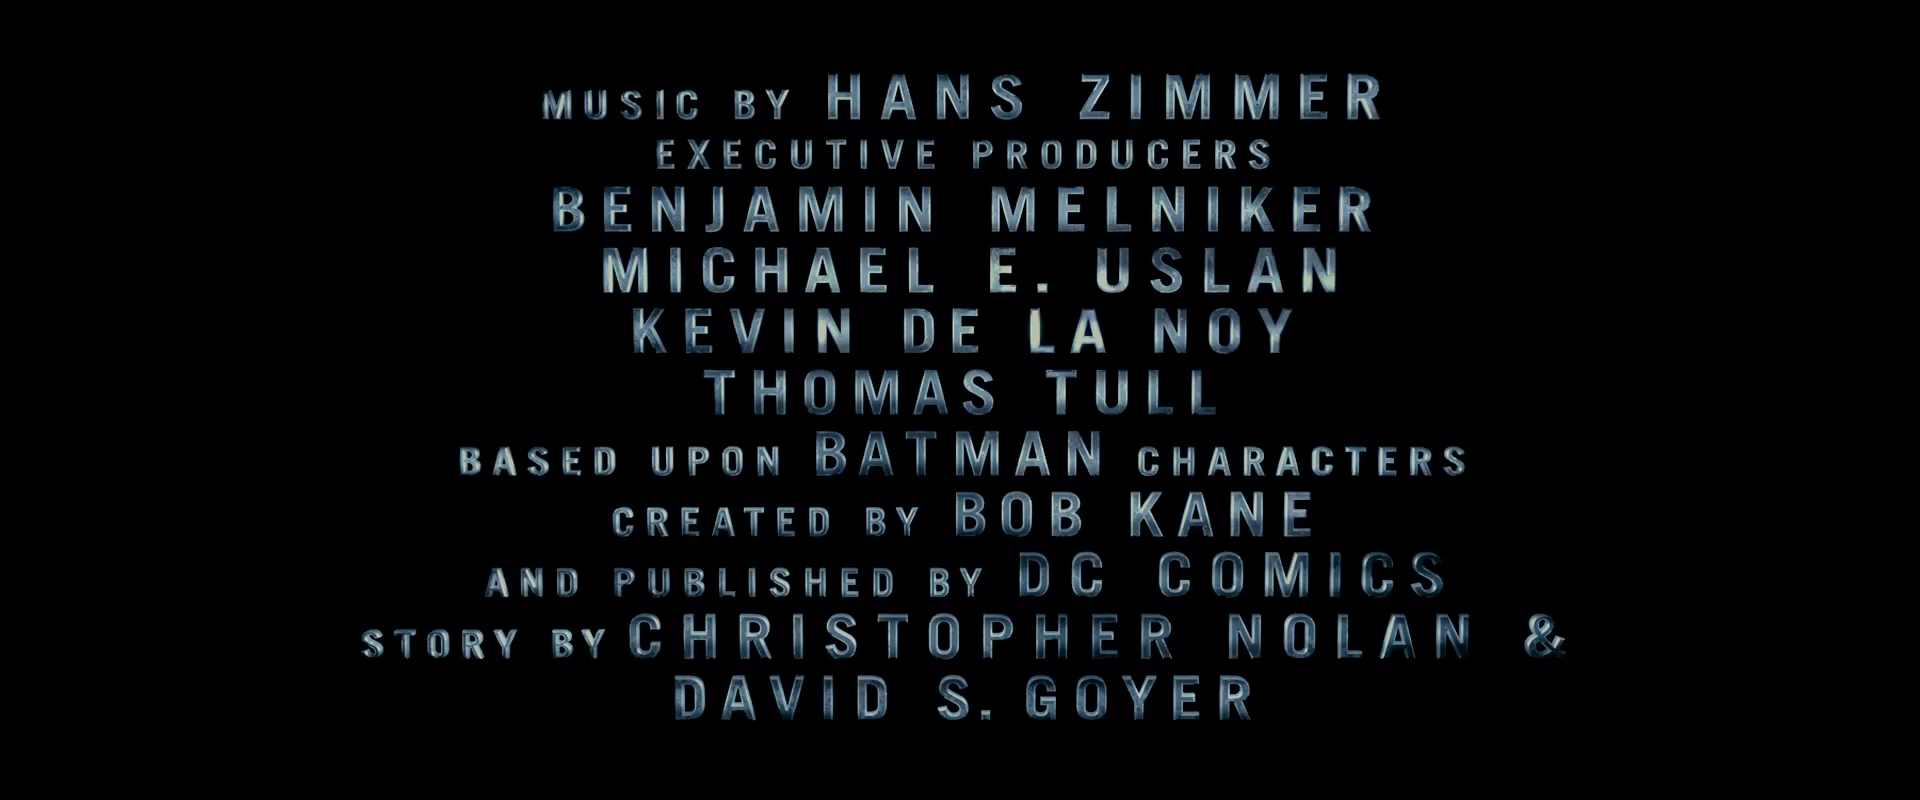 MUSIC BY HANS ZIMMER
EXECUTIVE PRODUCERS
BENJAMIN MELNIKER
MICHAEL E. USLAN
KEVIN DE LA NOY
THOMAS TULL
BASED UPON BATMAN CHARACTERS
CREATED BY BOB KANE
AND PUBLISHED BY DC COMICS
STORY BY CHRISTOPHER NOLAN &
DAVID S. GOYER